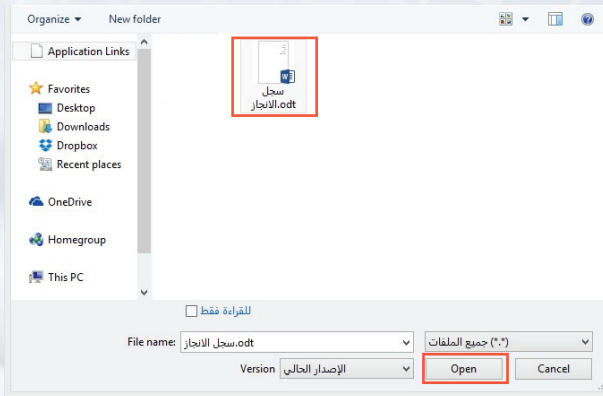 Organize New folder
Application Links
Favorites
Desktop
Downloads
Dropbox
Recent places
OneDrive
Homegroup
This PC
سجل
الانجاز.odt
للقراءة فقط
File name: سجل الانجاز.odt
جميع الملفات (*.*)
Version الإصدار الحالي
Open Cancel